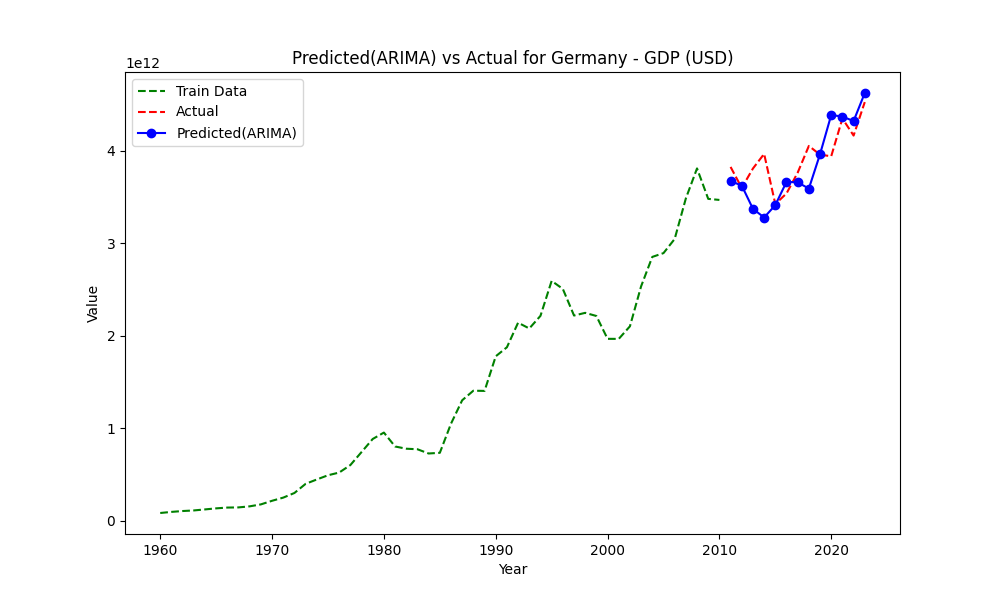 Predicted(ARIMA) vs Actual for Germany - GDP (USD)
1e12
Train Data
Actual
Predicted(ARIMA)
4
3
2
1
0
Value
1960 1970 1980 1990 2000 2010 2020
Year